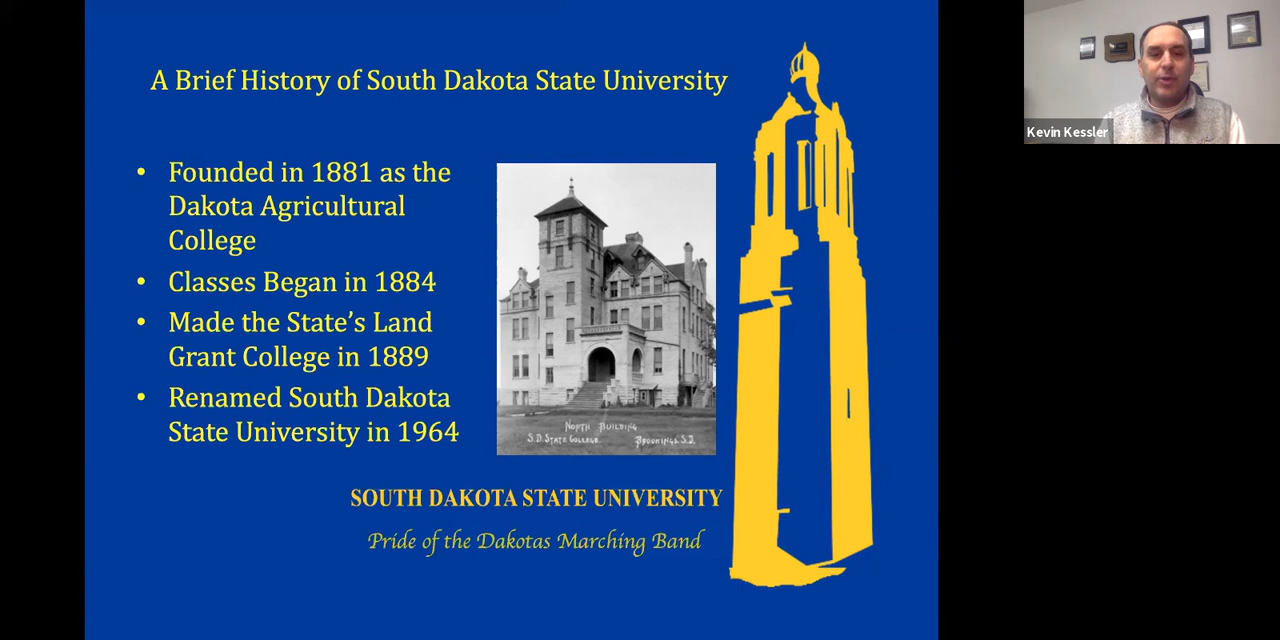 A Brief History of South Dakota State University
• Founded in 1881 as the
Dakota Agricultural
College
• Classes Began in 1884
• Made the State’s Land
Grant College in 1889
• Renamed South Dakota
State University in 1964
North Building
S.D. State College. Brookings S.D.
SOUTH DAKOTA STATE UNIVERSITY
Pride of the Dakotas Marching Band
Kevin Kessler